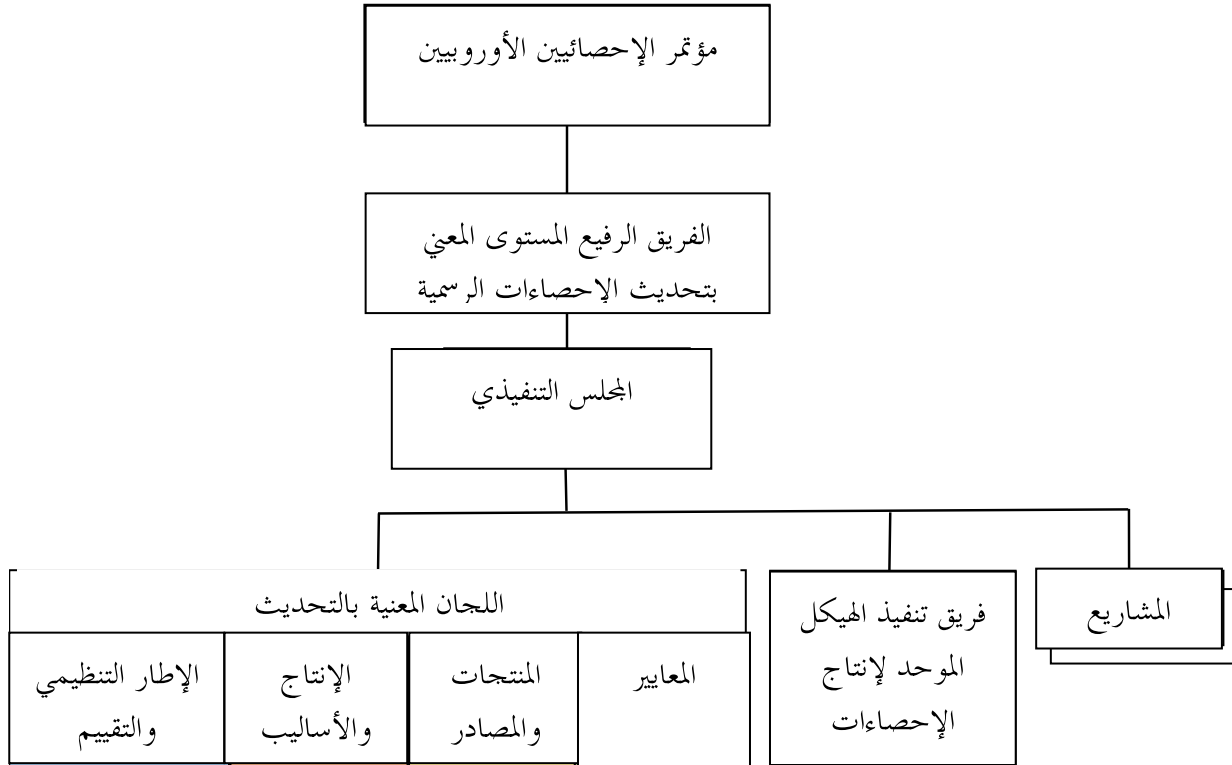 مؤتمر الإحصائيين الأوروبيين
الفريق الرفيع المستوى المعني
بتحديث الإحصاءات الرسمية
المجلس التنفيذي
المشاريع
فريق تنفيذ الهيكل
الموحد لإنتاج
الإحصاءات
اللجان المعنية بالتحديث
المعايير
المنتجات
والمصادر
الإنتاج
والأساليب
الإطار التنظيمي
والتقييم